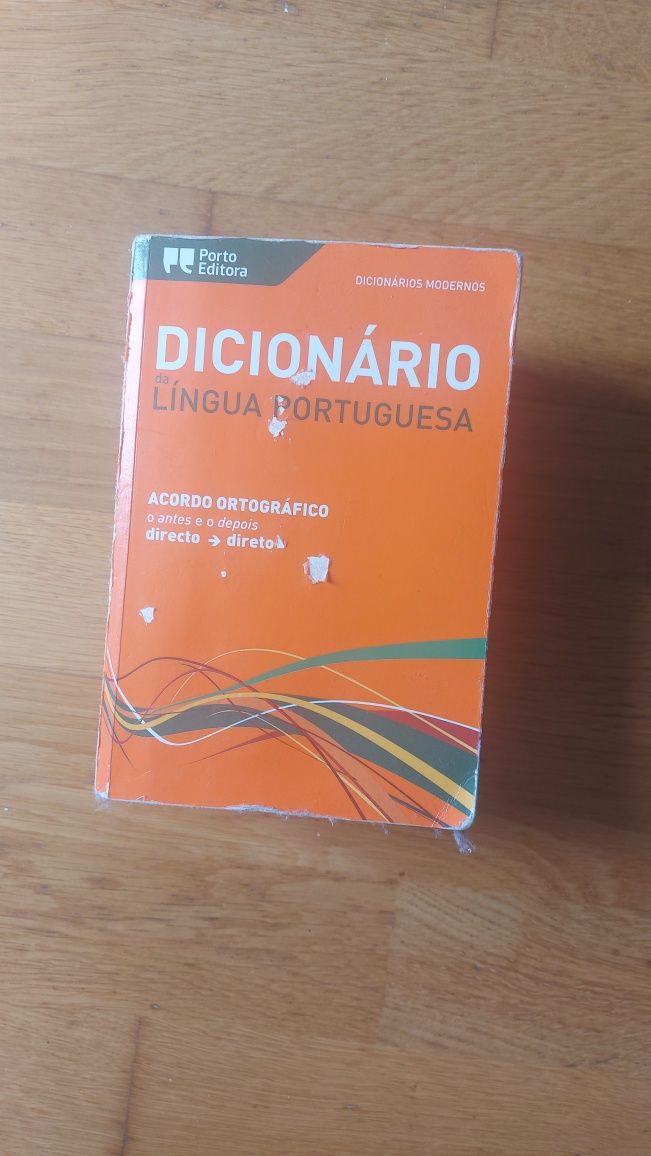 Porto
Editora
DICIONÁRIOS MODERNOS
DICIONÁRIO
da
LÍNGUA PORTUGUESA
ACORDO ORTOGRÁFICO
o antes e o depois
directo → direto